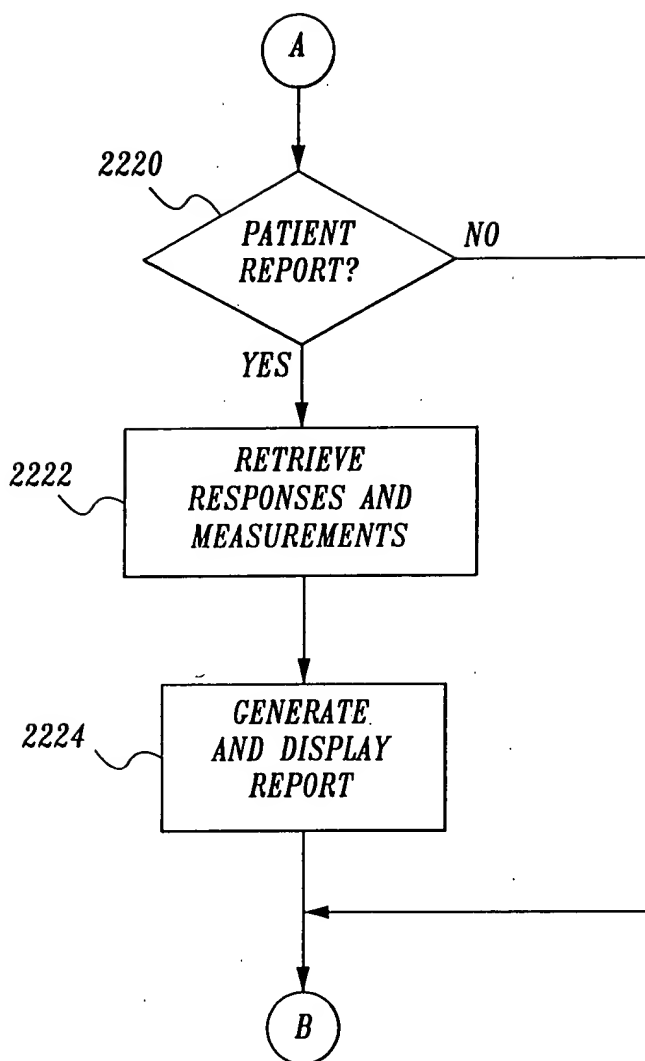 A
2220
PATIENT
REPORT?
NO
YES
2222
RETRIEVE
RESPONSES AND
MEASUREMENTS
2224
GENERATE
AND DISPLAY
REPORT
B